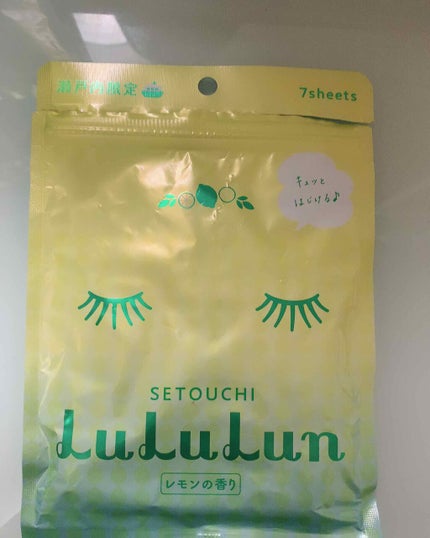 瀬戸内限定
7sheets
キュッと
はじける♪
SETOUCHI
LuLuLun
レモンの香り